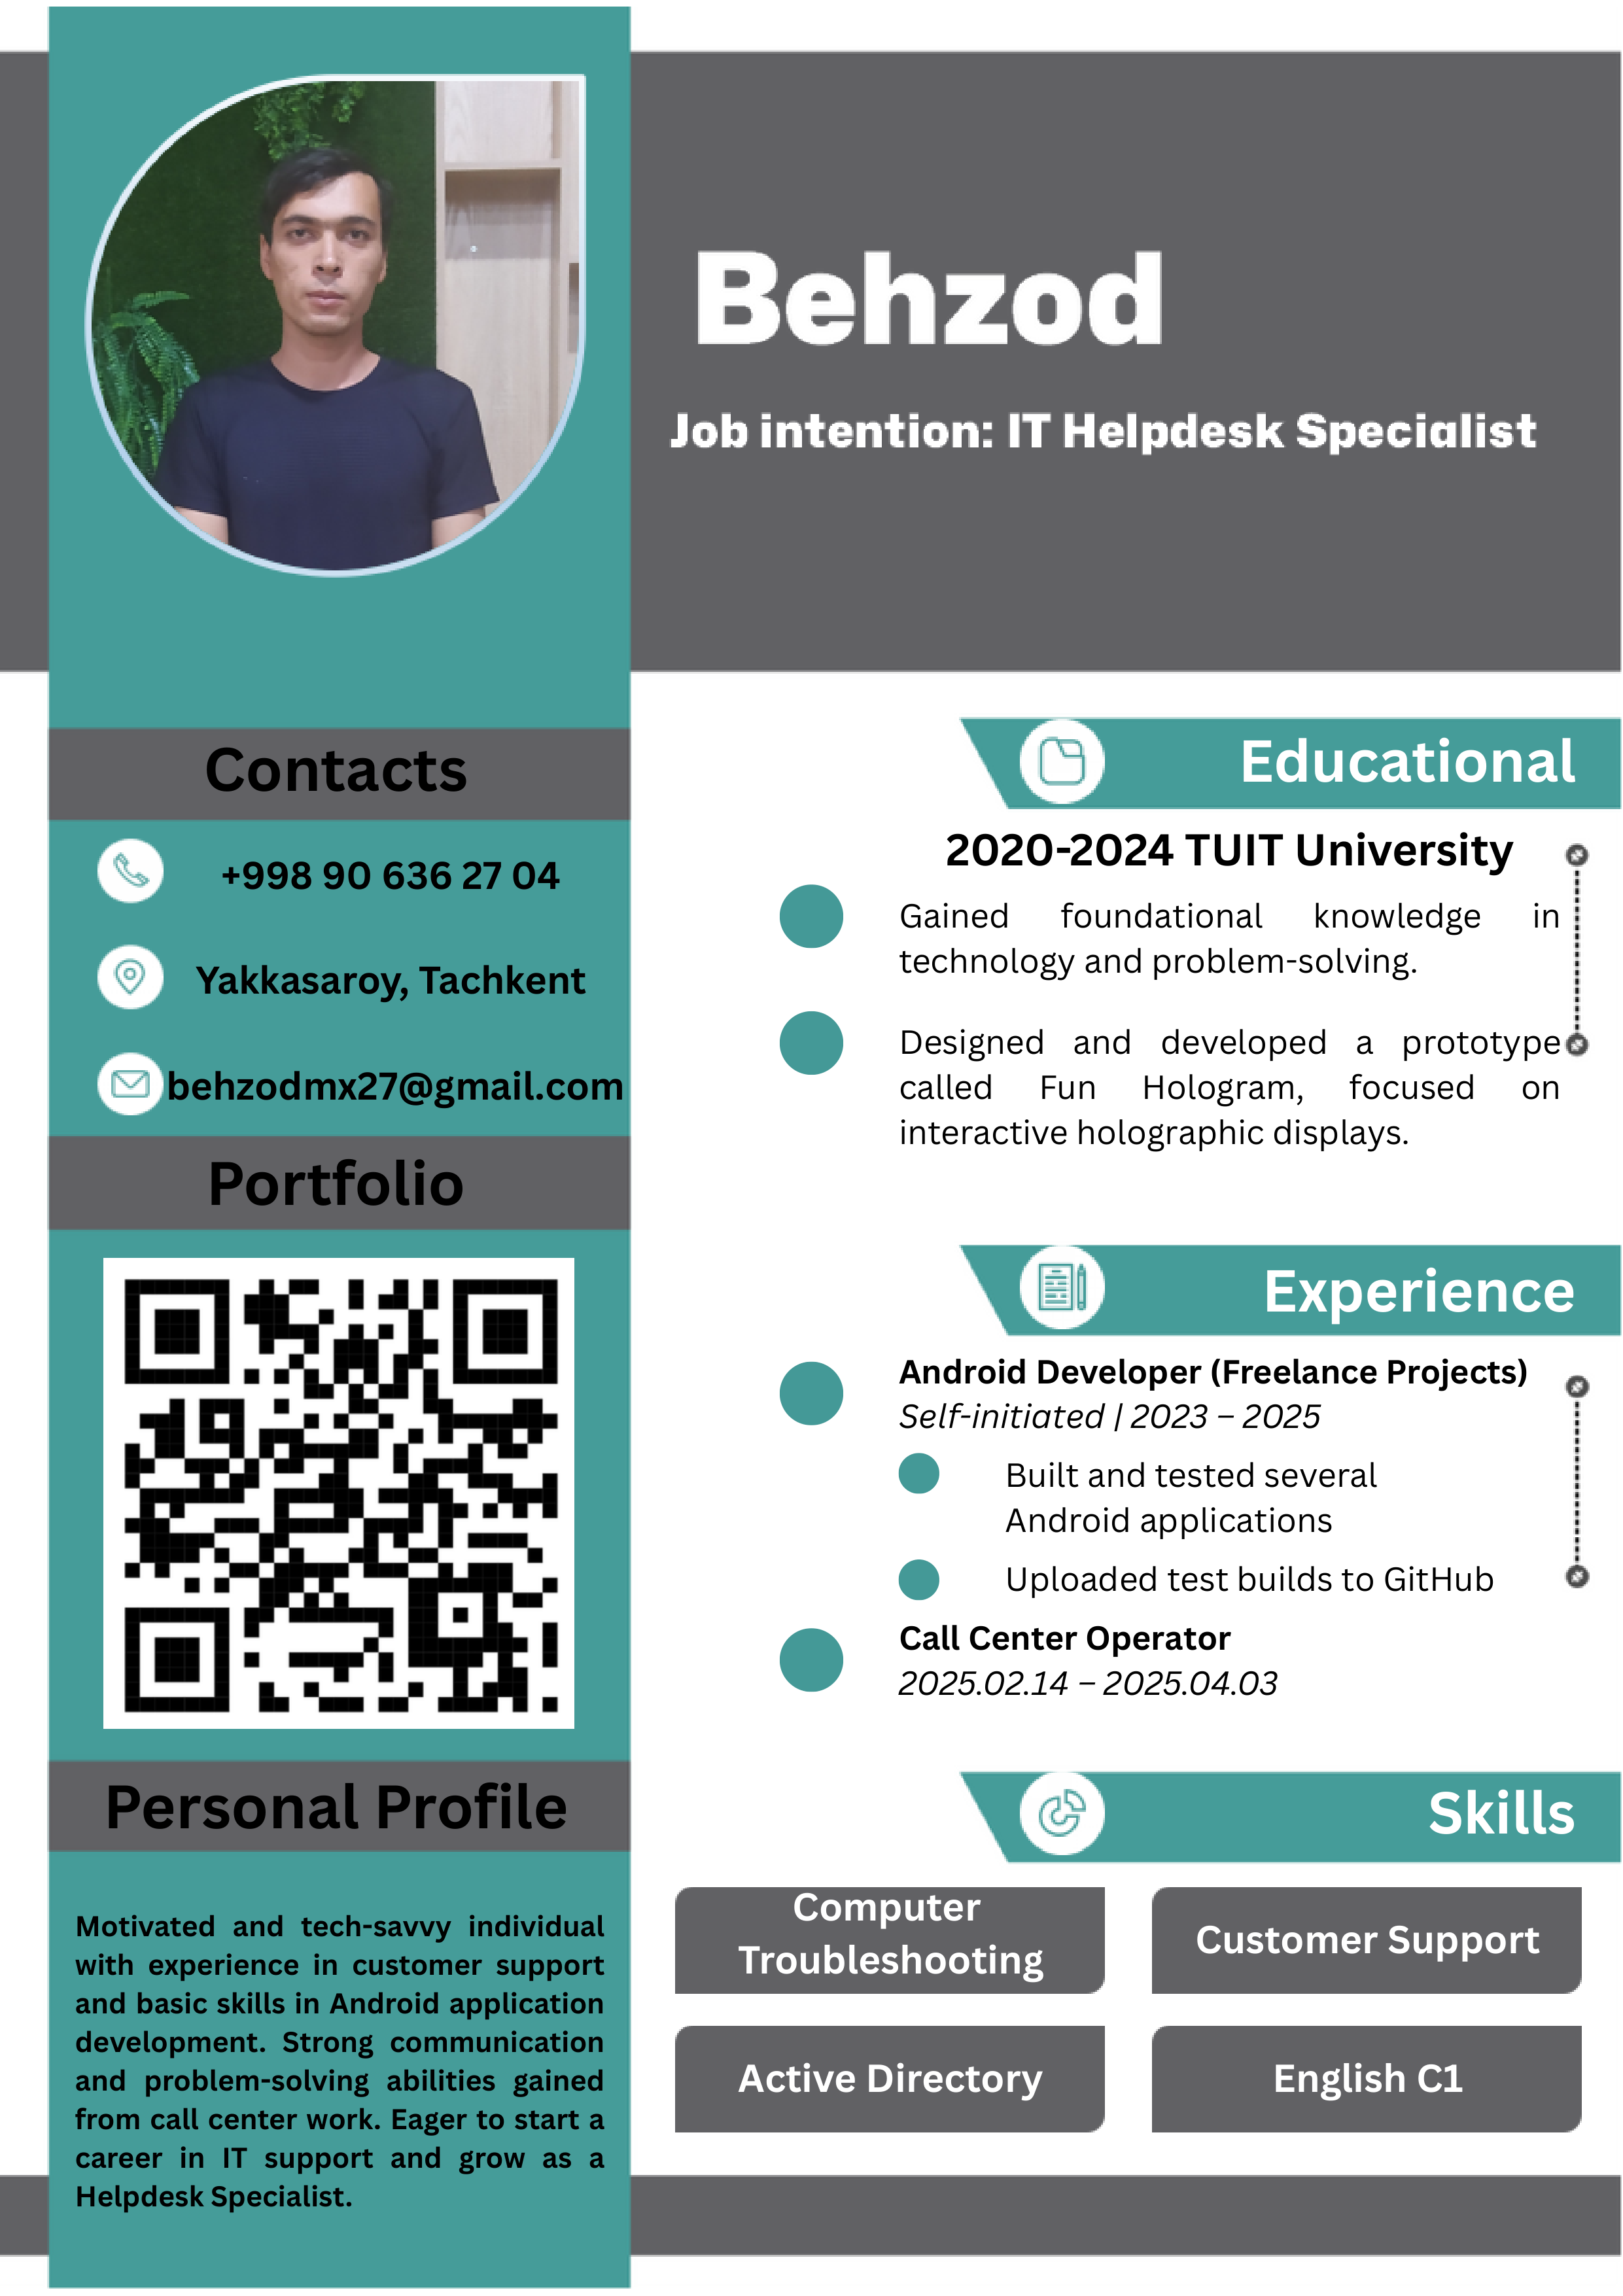 Behzod
Job intention: IT Helpdesk Specialist
Contacts
+998 90 636 27 04
Yakkasaroy, Tachkent
behzodmx27@gmail.com
Portfolio
Personal Profile
Motivated and tech-savvy individual
with experience in customer support
and basic skills in Android application
development. Strong communication
and problem-solving abilities gained
from call center work. Eager to start a
career in IT support and grow as a
Helpdesk Specialist.
Educational
2020-2024 TUIT University
Gained foundational knowledge in
technology and problem-solving.
Designed and developed a prototype
called Fun Hologram, focused on
interactive holographic displays.
Experience
Android Developer (Freelance Projects)
Self-initiated | 2023 – 2025
Built and tested several
Android applications
Uploaded test builds to GitHub
Call Center Operator
2025.02.14 – 2025.04.03
Skills
Computer
Troubleshooting
Customer Support
Active Directory
English C1